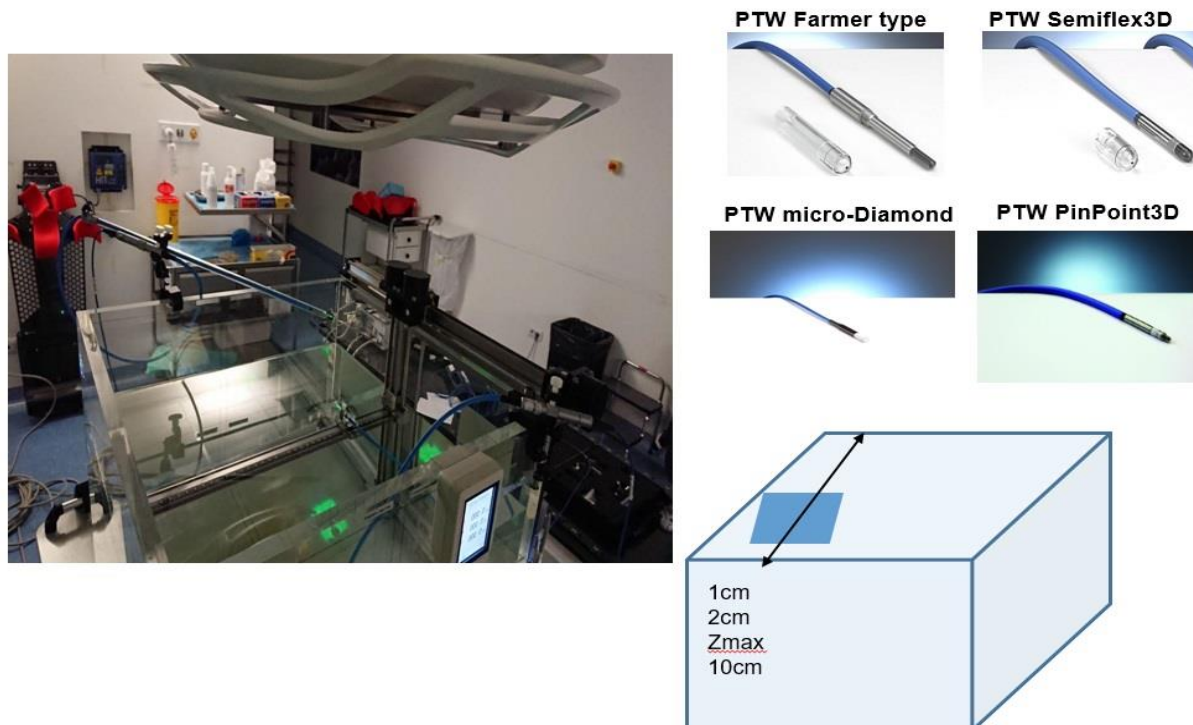 PTW Farmer type
PTW Semiflex3D
PTW micro-Diamond
PTW PinPoint3D
1cm
2cm
Zmax
10cm